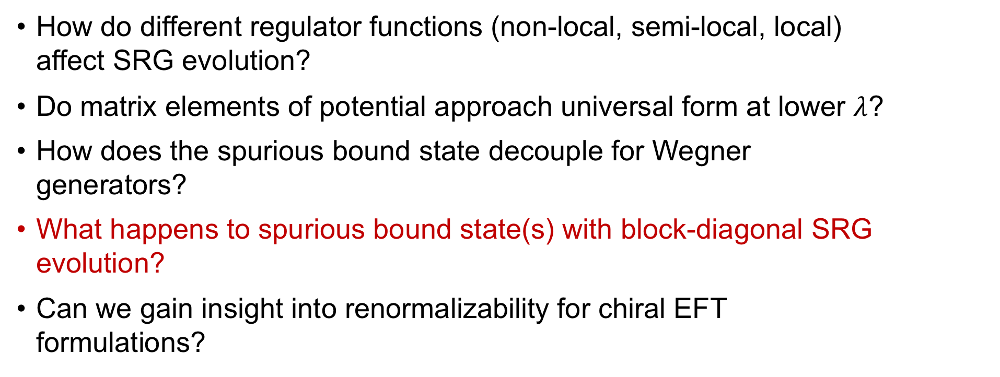 • How do different regulator functions (non-local, semi-local, local)
affect SRG evolution?
• Do matrix elements of potential approach universal form at lower λ?
• How does the spurious bound state decouple for Wegner
generators?
• What happens to spurious bound state(s) with block-diagonal SRG
evolution?
• Can we gain insight into renormalizability for chiral EFT
formulations?